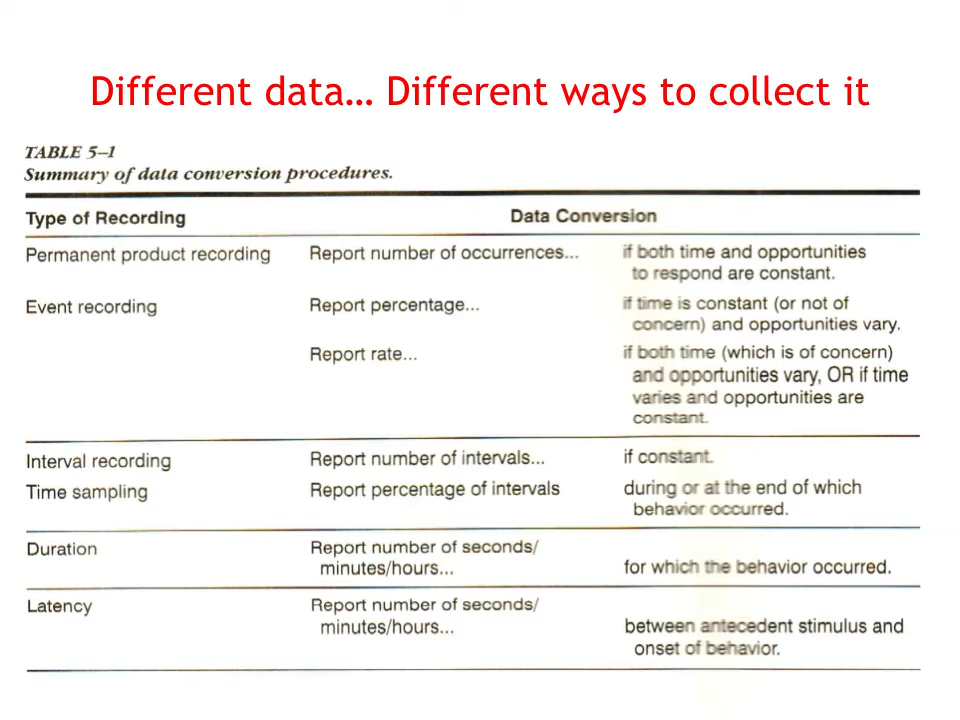 Different data… Different ways to collect it
TABLE 5–1
Summary of data conversion procedures.
Type of Recording Data Conversion
Permanent product recording Report number of occurrences... if both time and opportunities
to respond are constant.
Event recording Report percentage... if time is constant (or not of
concern) and opportunities vary.
Report rate... if both time (which is of concern)
and opportunities vary, OR if time
varies and opportunities are
constant.
Interval recording Report number of intervals... if constant.
Time sampling Report percentage of intervals during or at the end of which
behavior occurred.
Duration Report number of seconds/
minutes/hours... for which the behavior occurred.
Latency Report number of seconds/
minutes/hours... between antecedent stimulus and
onset of behavior.